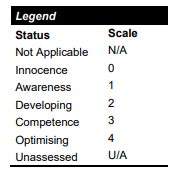 Legend
Status Scale
Not Applicable N/A
Innocence 0
Awareness 1
Developing 2
Competence 3
Optimising 4
Unassessed U/A